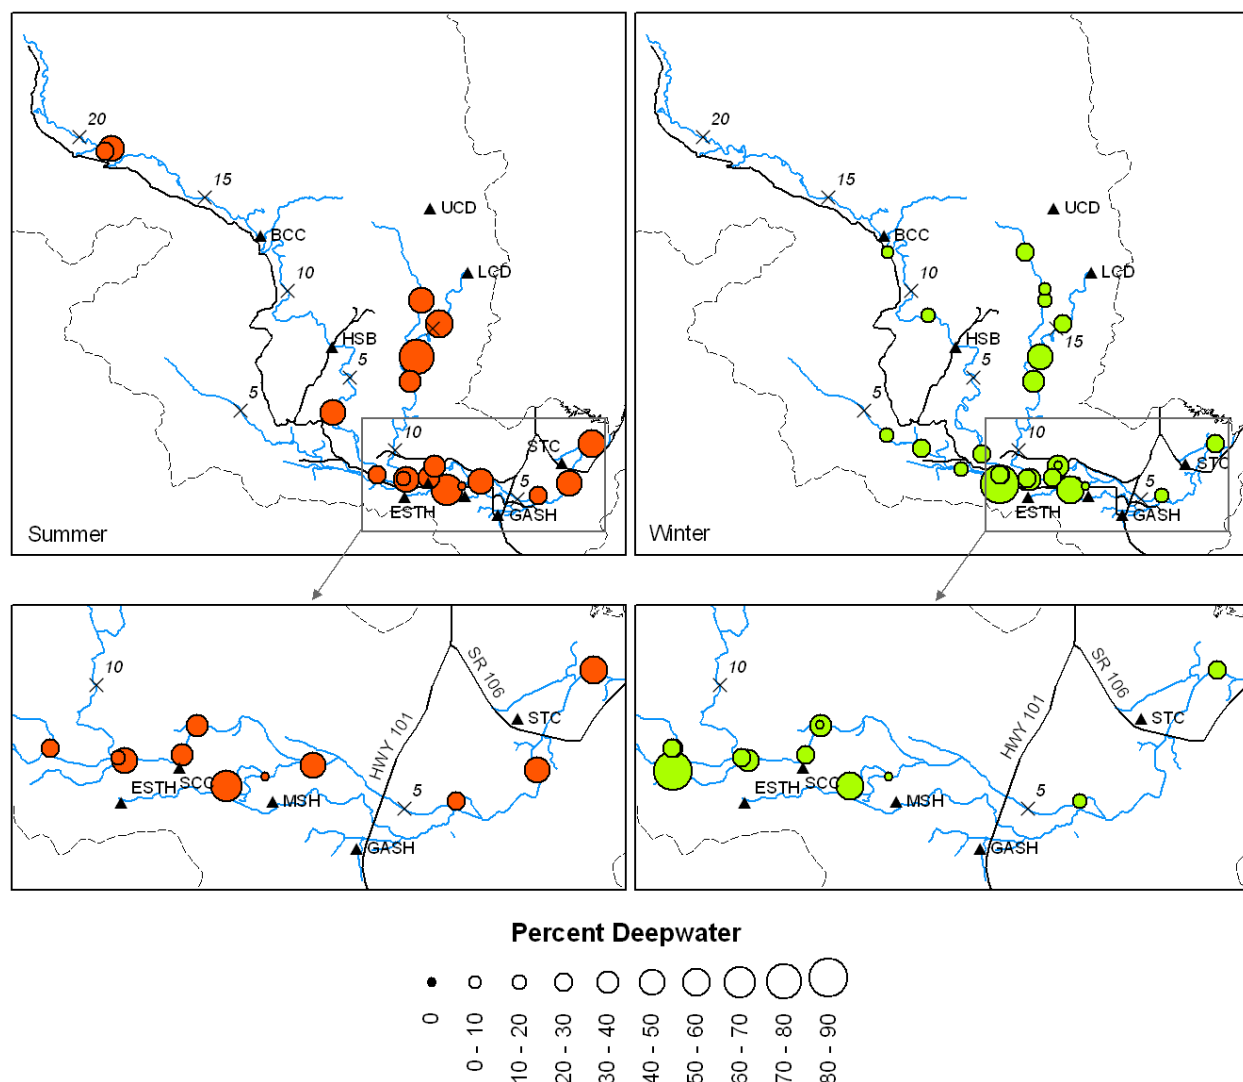 20
15
BCC
UCD
10
LCD
HSB
5
5
10
STC
5
ESTH
GASH
Summer
20
15
BCC
UCD
10
LCD
15
HSB
5
5
10
STC
5
ESTH
GASH
Winter
10
SR 106
STC
HWY 101
ESTH
SCC
MSH
5
GASH
10
SR 106
STC
HWY 101
ESTH
SCC
MSH
5
GASH
Percent Deepwater
0
0 - 10
10 - 20
20 - 30
30 - 40
40 - 50
50 - 60
60 - 70
70 - 80
80 - 90